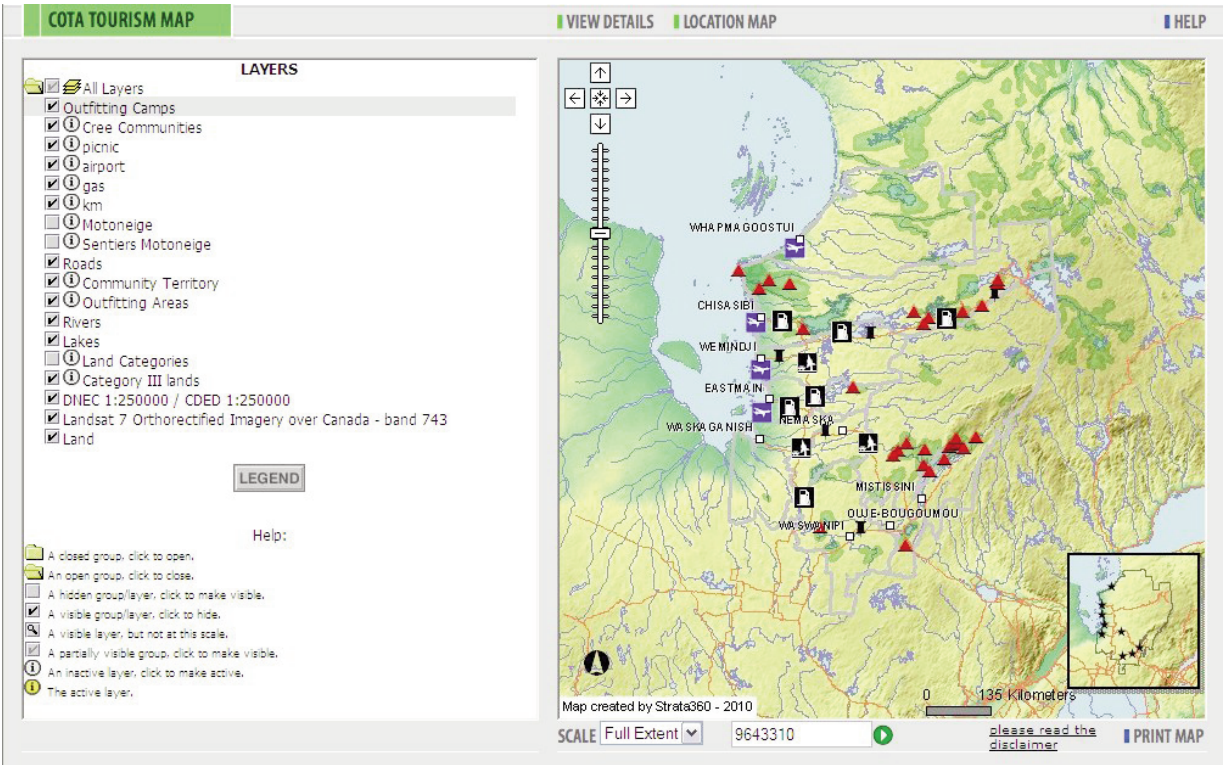 COTA TOURISM MAP
VIEW DETAILS
LOCATION MAP
HELP
LAYERS
All Layers
Outfitting Camps
Cree Communities
picnic
airport
gas
km
Motoneige
Sentiers Motoneige
Roads
Community Territory
Outfitting Areas
Rivers
Lakes
Land Categories
Category III lands
DNEC 1:250000 / CDED 1:250000
Landsat 7 Orthorectified Imagery over Canada - band 743
Land
LEGEND
Help:
A closed group, click to open.
An open group, click to close.
A hidden group/layer, click to make visible.
A visible group/layer, click to hide.
A visible layer, but not at this scale.
A partially visible group, click to make visible.
An inactive layer, click to make active.
The active layer.
WHAPMAGOOSTUI
CHISASIBI
WEMINDJI
EASTMAIN
NEMASKA
WASKAGANISH
MISTISSINI
OUJE-BOUGOUMOU
WASWANIPI
0 135 Kilometers
Map created by Strata360 - 2010
SCALE
Full Extent
9643310
please read the
disclaimer
PRINT MAP